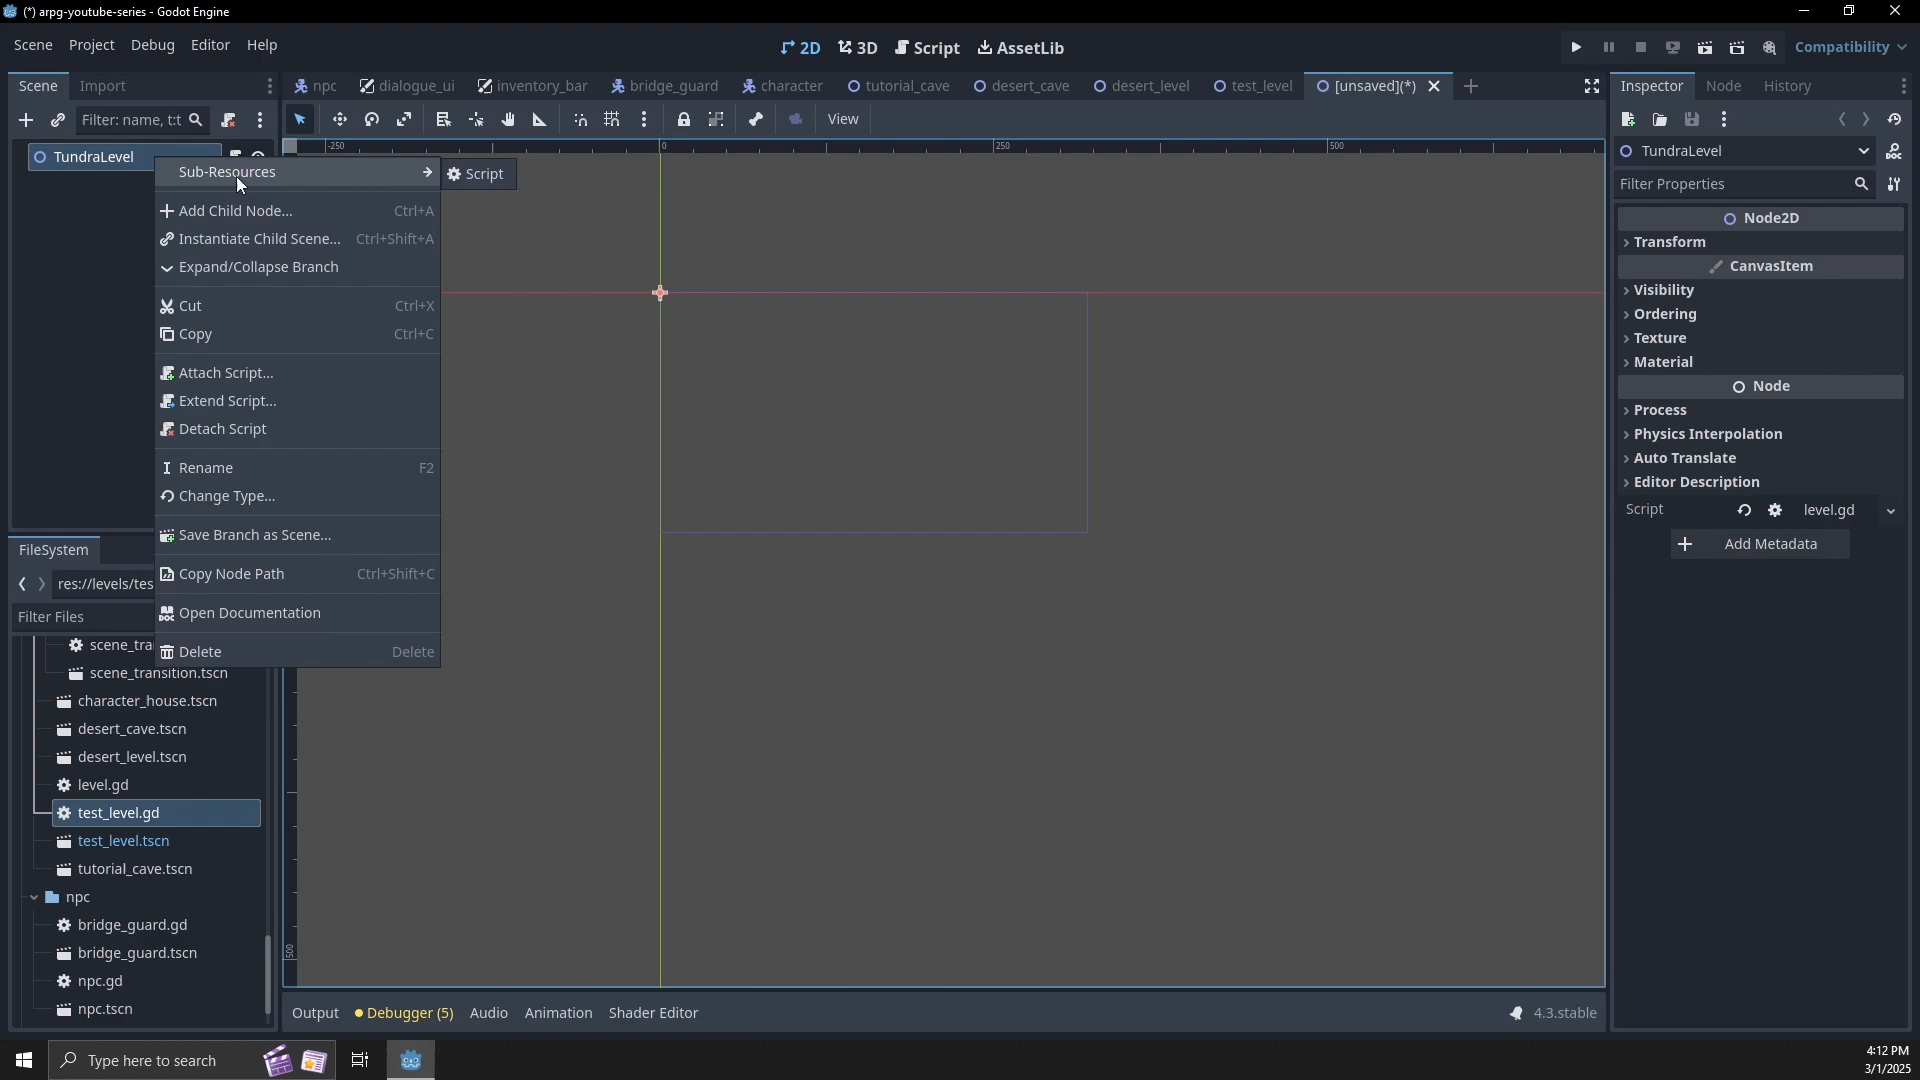 (*) arpg-youtube-series - Godot Engine
Scene Project Debug Editor Help
2D 3D Script AssetLib
Compatibility
Scene Import
npc dialogue_ui inventory_bar bridge_guard character tutorial_cave desert_cave desert_level test_level [unsaved](*)
Inspector Node History
Filter: name, t:t
View
-250 0 250 500
TundraLevel
Sub-Resources
Script
Add Child Node... Ctrl+A
Instantiate Child Scene... Ctrl+Shift+A
Expand/Collapse Branch
Cut Ctrl+X
Copy Ctrl+C
Attach Script...
Extend Script...
Detach Script
Rename F2
Change Type...
Save Branch as Scene...
Copy Node Path Ctrl+Shift+C
Open Documentation
Delete Delete
FileSystem
res://levels/tes
Filter Files
scene_tra
scene_transition.tscn
character_house.tscn
desert_cave.tscn
desert_level.tscn
level.gd
test_level.gd
test_level.tscn
tutorial_cave.tscn
npc
bridge_guard.gd
bridge_guard.tscn
npc.gd
npc.tscn
500
TundraLevel
Filter Properties
Node2D
Transform
CanvasItem
Visibility
Ordering
Texture
Material
Node
Process
Physics Interpolation
Auto Translate
Editor Description
Script level.gd
Add Metadata
Output Debugger (5) Audio Animation Shader Editor
4.3.stable
Type here to search
4:12 PM
3/1/2025